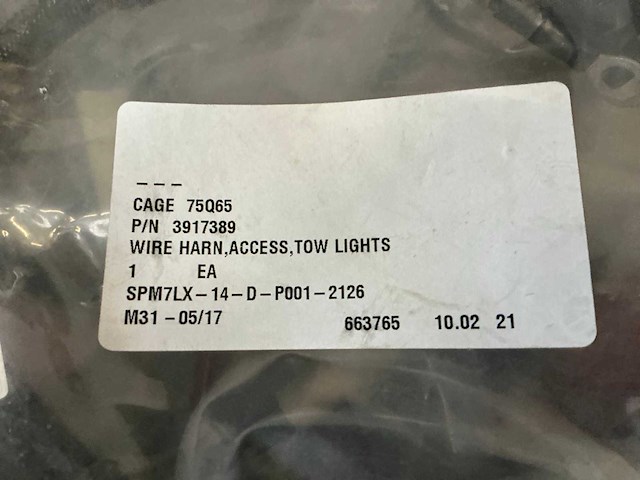 ---
CAGE 75Q65
P/N 3917389
WIRE HARN,ACCESS,TOW LIGHTS
1 EA
SPM7LX-14-D-P001-2126
M31-05/17 663765 10.02 21